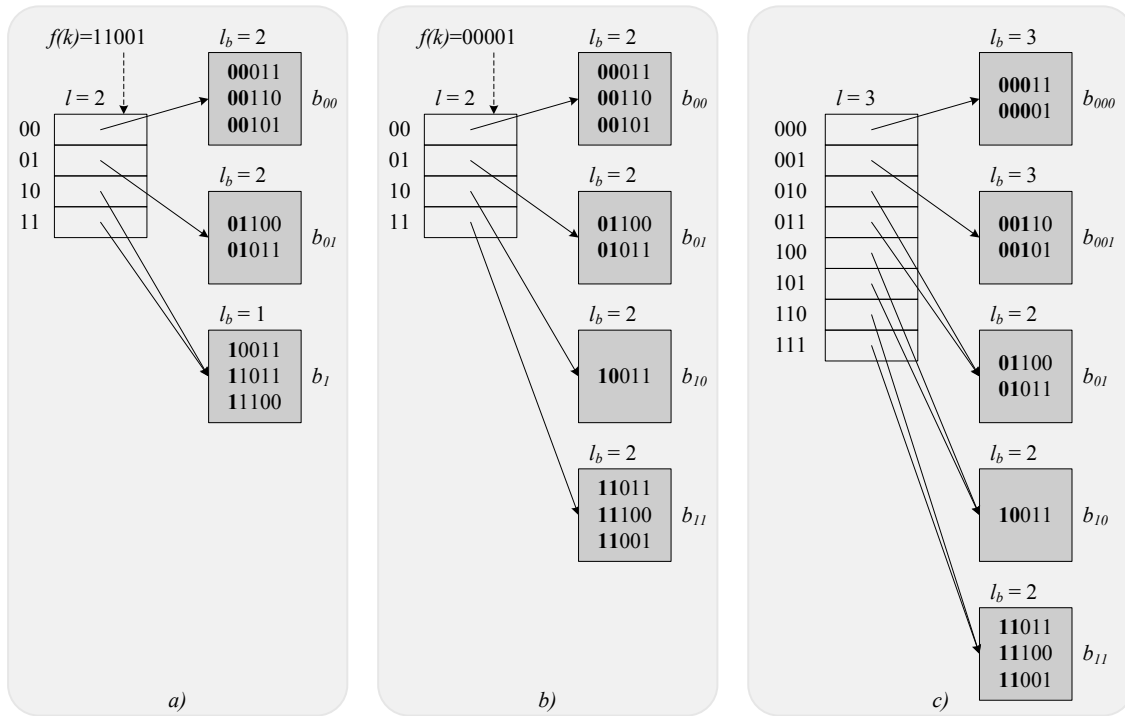 f(k)=11001
l_b = 2
l = 2
00
01
10
11
00011
00110
00101
b_00
l_b = 2
01100
01011
b_01
l_b = 1
10011
11011
11100
b_1
a)
f(k)=00001
l_b = 2
l = 2
00
01
10
11
00011
00110
00101
b_00
l_b = 2
01100
01011
b_01
l_b = 2
10011
b_10
l_b = 2
11011
11100
11001
b_11
b)
l = 3
000
001
010
011
100
101
110
111
l_b = 3
00011
00001
b_000
l_b = 3
00110
00101
b_001
l_b = 2
01100
01011
b_01
l_b = 2
10011
b_10
l_b = 2
11011
11100
11001
b_11
c)